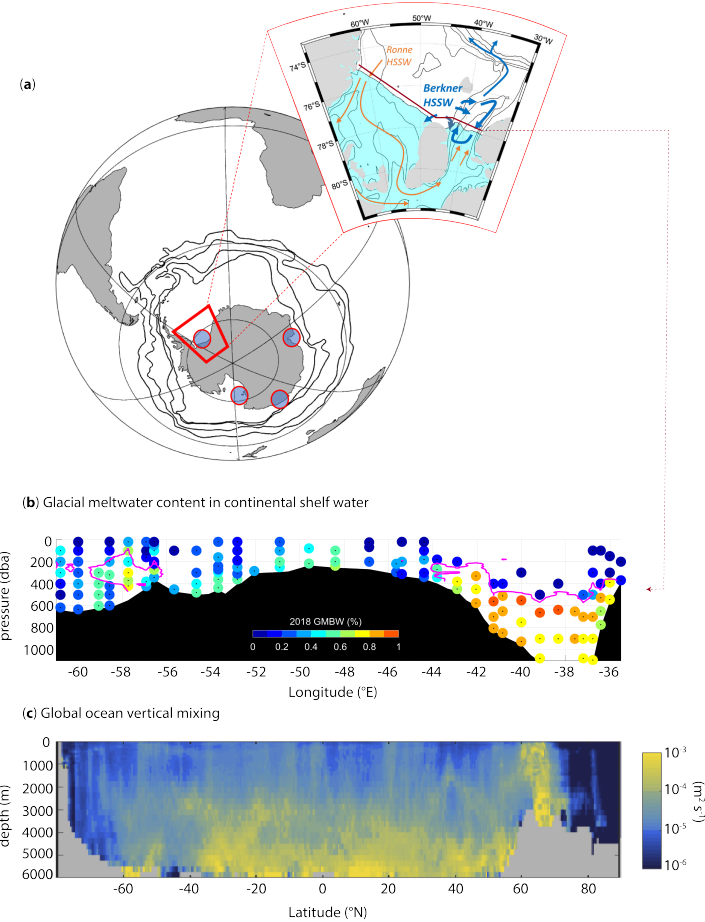 (a)
60°W 50°W 40°W 30°W
74°S
76°S
78°S
80°S
Ronne
HSSW
Berkner
HSSW
(b) Glacial meltwater content in continental shelf water
pressure (dba)
0
200
400
600
800
1000
2018 GMBW (%)
0 0.2 0.4 0.6 0.8 1
-60 -58 -56 -54 -52 -50 -48 -46 -44 -42 -40 -38 -36
Longitude (°E)
(c) Global ocean vertical mixing
depth (m)
0
1000
2000
3000
4000
5000
6000
-60 -40 -20 0 20 40 60 80
Latitude (°N)
10-3
10-4
10-5
10-6
(m2 s-1)